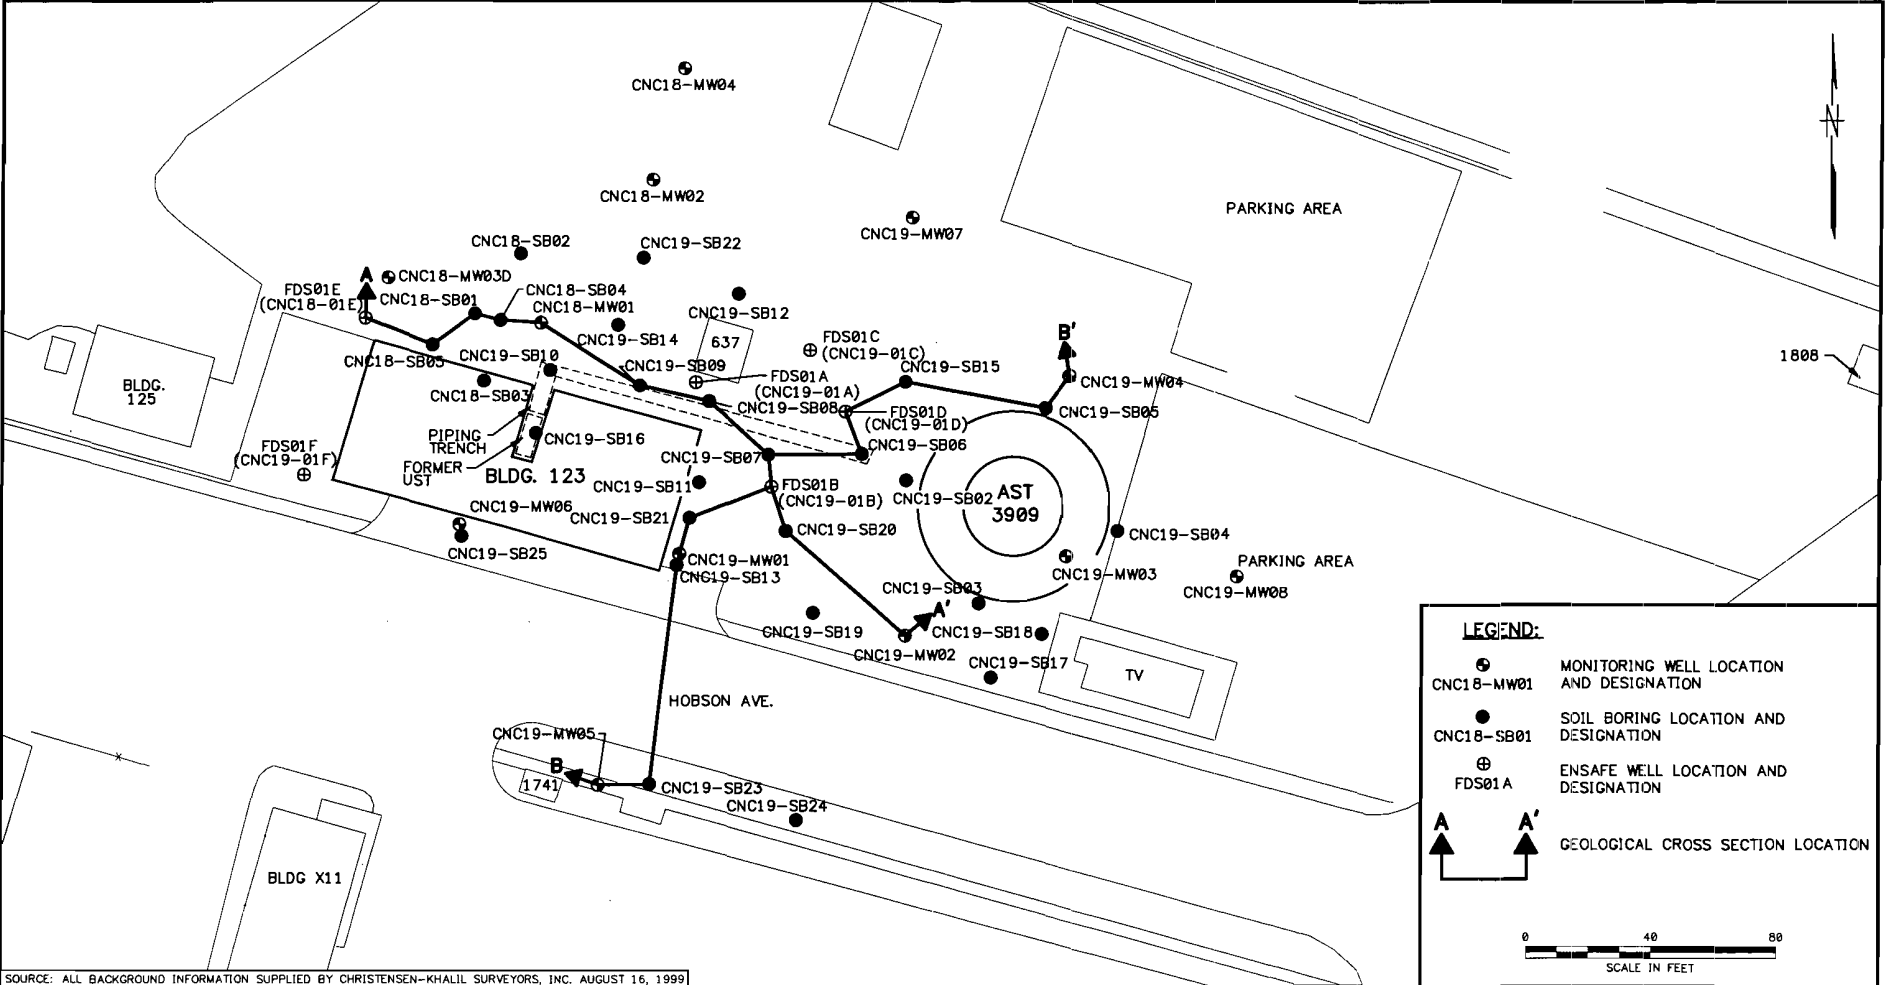 CNC18-MW04
N
CNC18-MW02
CNC19-MW07
PARKING AREA
CNC18-SB02
CNC19-SB22
A
CNC18-MW03D
FDS01E
(CNC18-01E)
CNC18-SB01
CNC18-SB04
CNC18-MW01
CNC19-SB12
CNC19-SB14
637
FDS01C
(CNC19-01C)
B'
1808
CNC18-SB05
CNC19-SB10
CNC19-SB09
CNC19-SB15
FDS01A
(CNC19-01A)
CNC19-MW04
BLDG.
125
CNC18-SB03
CNC19-SB08
FDS01D
(CNC19-01D)
CNC19-SB05
PIPING
TRENCH
CNC19-SB16
CNC19-SB06
FDS01F
(CNC19-01F)
FORMER
UST
BLDG. 123
CNC19-SB07
CNC19-SB11
FDS01B
(CNC19-01B)
CNC19-SB02
AST
3909
CNC19-MW06
CNC19-SB21
CNC19-SB25
CNC19-SB20
CNC19-SB04
CNC19-MW01
CNC19-SB13
PARKING AREA
CNC19-MW03
CNC19-MW08
CNC19-SB03
A'
CNC19-SB19
CNC19-SB18
CNC19-MW02
CNC19-SB17
TV
HOBSON AVE.
CNC19-MW05
B
1741
CNC19-SB23
CNC19-SB24
BLDG X11
LEGEND:
CNC18-MW01
MONITORING WELL LOCATION
AND DESIGNATION
CNC18-SB01
SOIL BORING LOCATION AND
DESIGNATION
FDS01A
ENSAFE WELL LOCATION AND
DESIGNATION
A A'
GEOLOGICAL CROSS SECTION LOCATION
0 40 80
SCALE IN FEET
SOURCE: ALL BACKGROUND INFORMATION SUPPLIED BY CHRISTENSEN-KHALIL SURVEYORS, INC. AUGUST 16, 1999